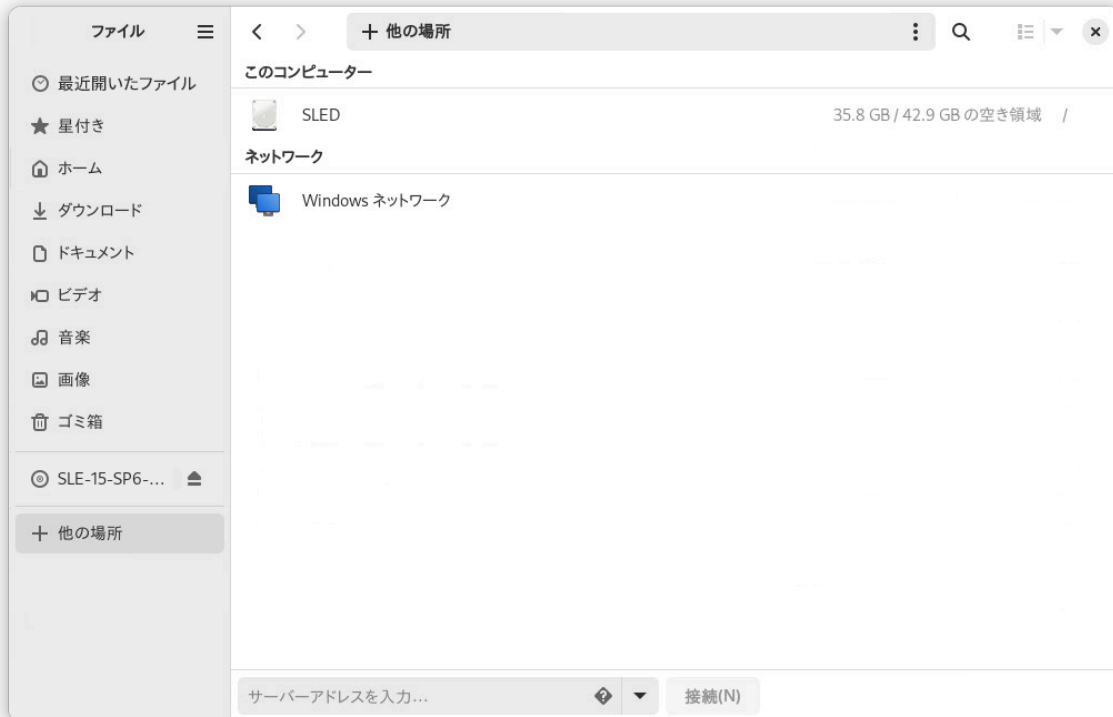 ファイル
他の場所
最近開いたファイル
星付き
ホーム
ダウンロード
ドキュメント
ビデオ
音楽
画像
ゴミ箱
SLE-15-SP6-...
他の場所
このコンピューター
SLED 35.8 GB / 42.9 GB の空き領域 /
ネットワーク
Windows ネットワーク
サーバーアドレスを入力... 接続(N)